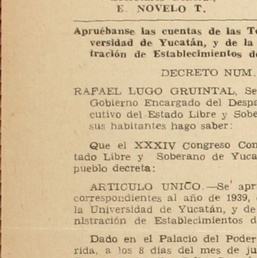 E. NOVELO T.
Apruébanse las cuentas de las Te
versidad de Yucatán, y de la
tración de Establecimientos de
DECRETO NUM.
RAFAEL LUGO GRUINTAL, Se
Gobierno Encargado del Despa
cutivo del Estado Libre y Sobe
sus habitantes hago saber:
Que el XXXIV Congreso Con
tado Libre y Soberano de Yuca
pueblo decreta:
ARTICULO UNICO.—Se apr
correspondientes al año de 1939,
la Universidad de Yucatán, y de
nistración de Establecimientos d
Dado en el Palacio del Poder
rida, a los 8 días del mes de ju